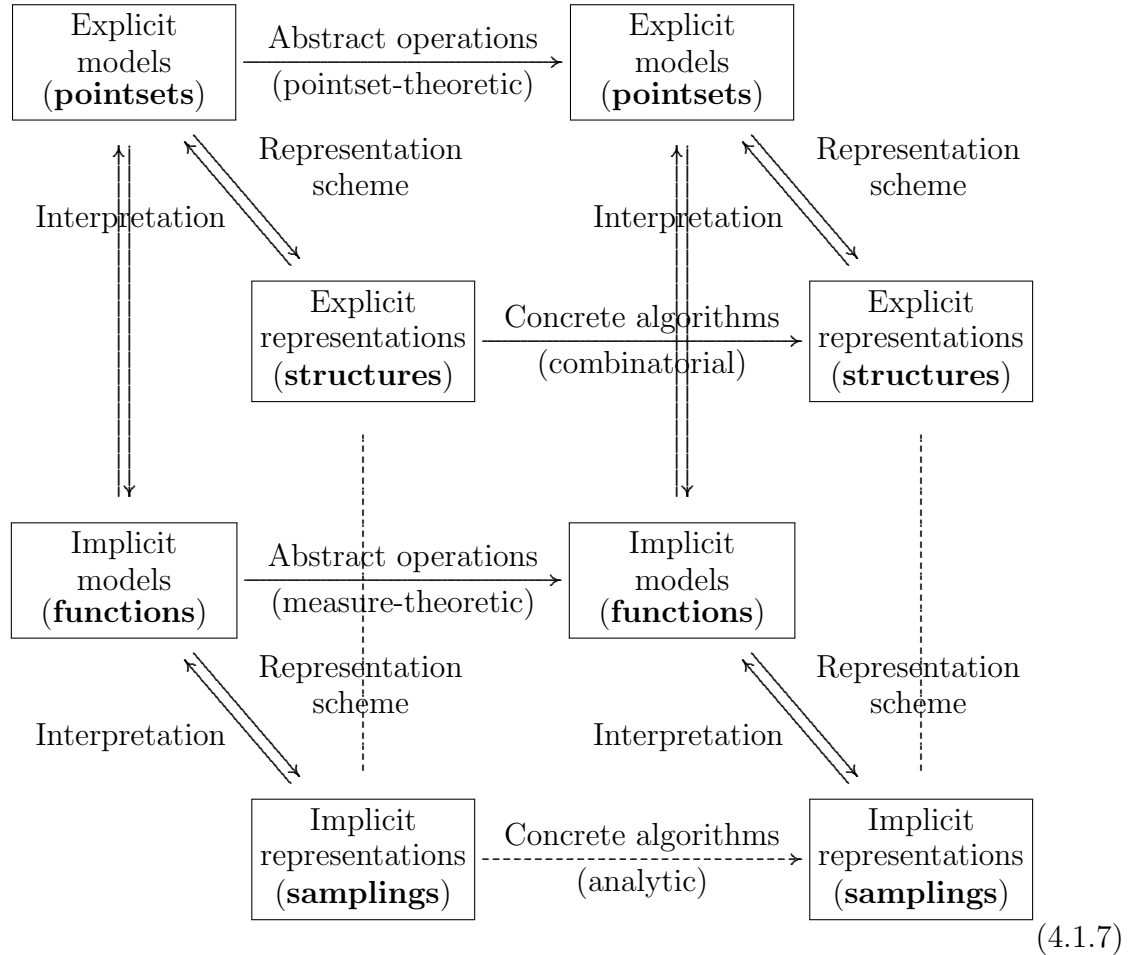 Explicit
models
(pointsets)
Abstract operations
(pointset-theoretic)
Explicit
models
(pointsets)
Representation
scheme
Interpretation
Representation
scheme
Interpretation
Explicit
representations
(structures)
Concrete algorithms
(combinatorial)
Explicit
representations
(structures)
Implicit
models
(functions)
Abstract operations
(measure-theoretic)
Implicit
models
(functions)
Representation
scheme
Interpretation
Representation
scheme
Interpretation
Implicit
representations
(samplings)
Concrete algorithms
(analytic)
Implicit
representations
(samplings)
(4.1.7)